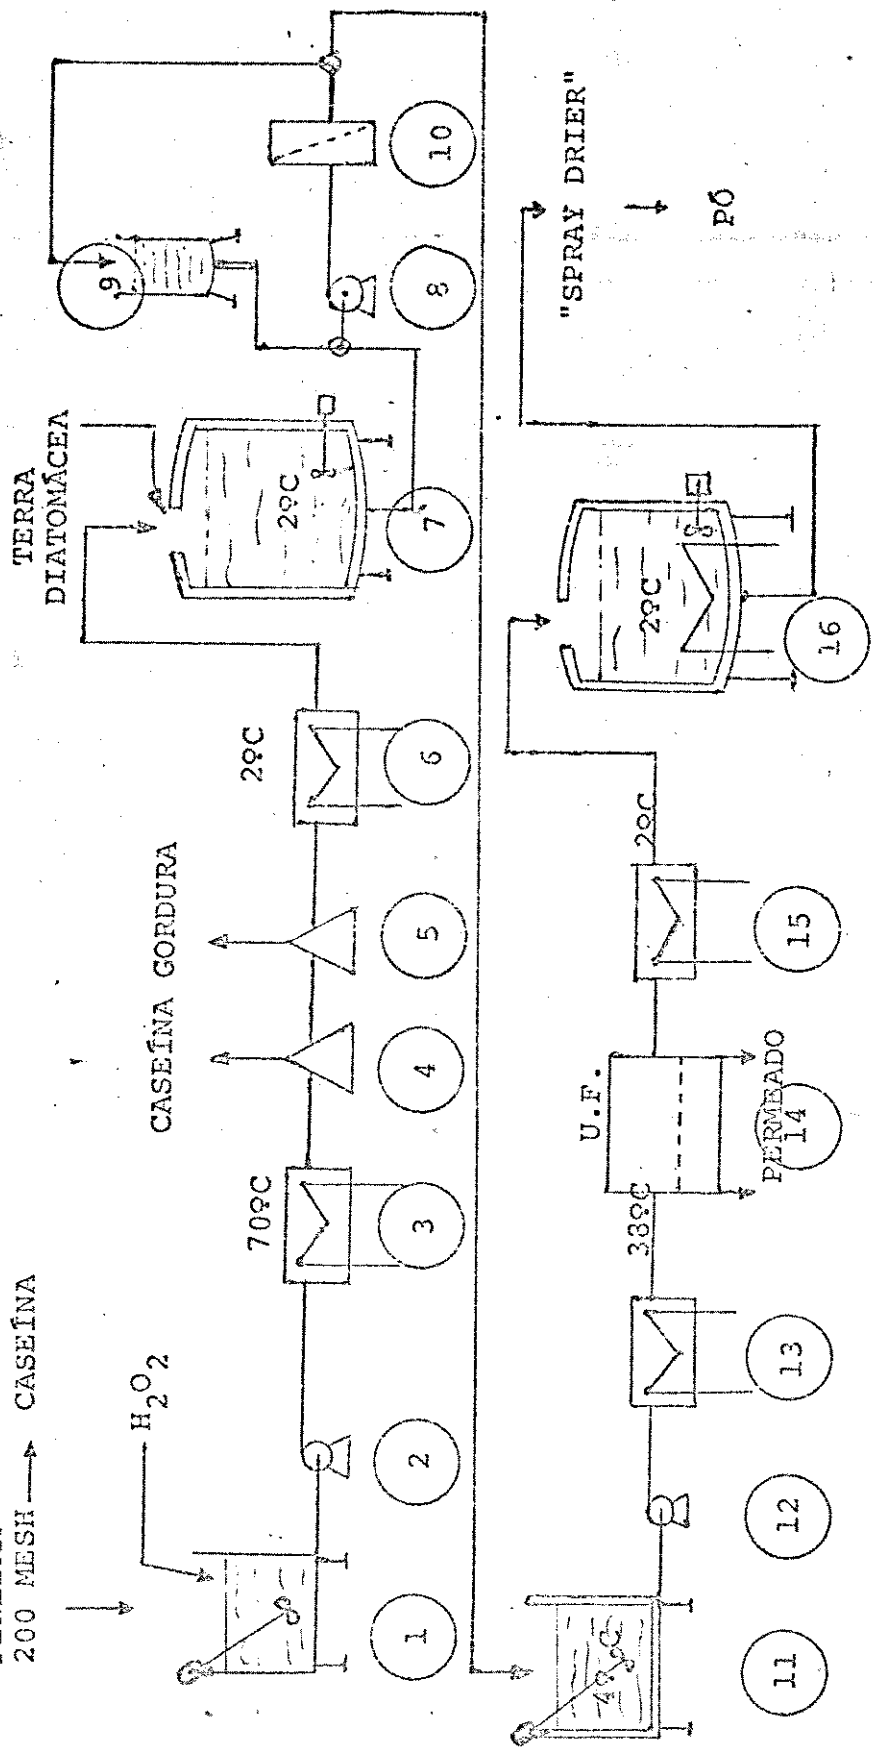 200 MESH → CASEÍNA
H2O2
70ºC
CASEÍNA GORDURA
2ºC
TERRA
DIATOMÁCEA
2ºC
1
2
3
4
5
6
7
8
9
10
4ºC
38ºC
U.F.
PERMEADO
2ºC
2ºC
"SPRAY DRIER"
PÓ
11
12
13
14
15
16